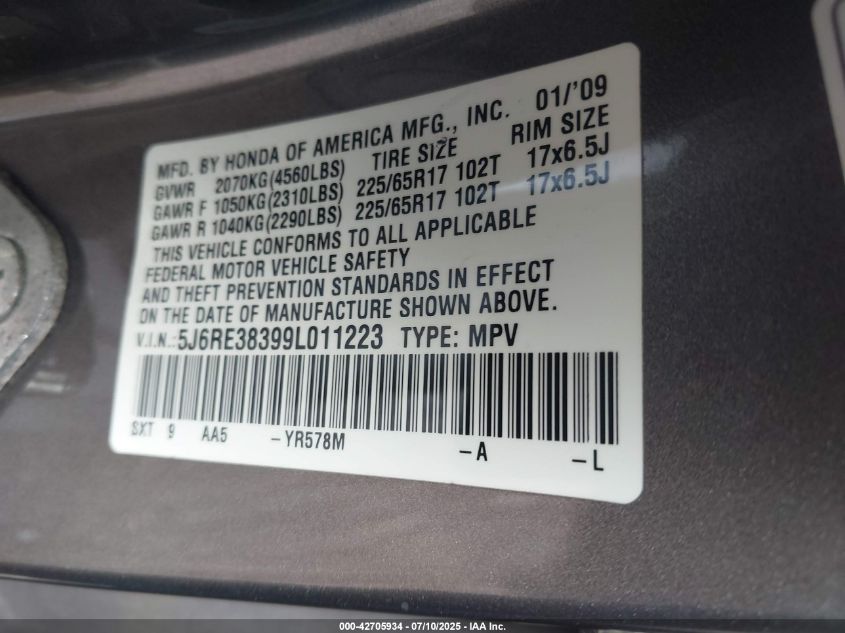 MFD. BY HONDA OF AMERICA MFG., INC. 01/'09
GVWR 2070KG(4560LBS) TIRE SIZE RIM SIZE
GAWR F 1050KG(2310LBS) 225/65R17 102T 17x6.5J
GAWR R 1040KG(2290LBS) 225/65R17 102T 17x6.5J
THIS VEHICLE CONFORMS TO ALL APPLICABLE
FEDERAL MOTOR VEHICLE SAFETY
AND THEFT PREVENTION STANDARDS IN EFFECT
ON THE DATE OF MANUFACTURE SHOWN ABOVE.
V.I.N.:5J6RE38399L011223 TYPE: MPV
SXT 9 AA5 -YR578M -A -L
000-42705934 - 07/10/2025 - IAA Inc.